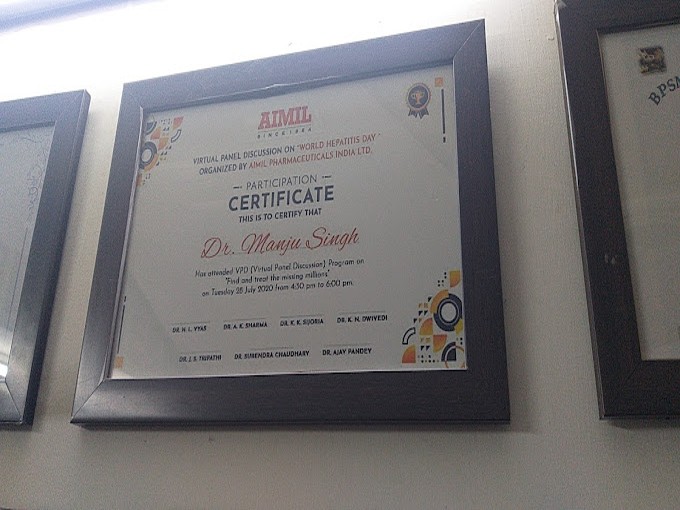 AIMIL
SINCE 1984
VIRTUAL PANEL DISCUSSION ON "WORLD HEPATITIS DAY"
ORGANIZED BY AIMIL PHARMACEUTICALS INDIA LTD.
PARTICIPATION
CERTIFICATE
THIS IS TO CERTIFY THAT
Dr. Manju Singh
Has attended VPD (Virtual Panel Discussion) Program on
"Find and treat the missing millions"
on Tuesday 28 July 2020 from 4:30 pm to 6:00 pm.
DR. N. L. VYAS DR. A. K. SHARMA DR. K. K. SIJORIA DR. K. N. DWIVEDI
DR. J. S. TRIPATHI DR. SURENDRA CHAUDHARY DR. AJAY PANDEY